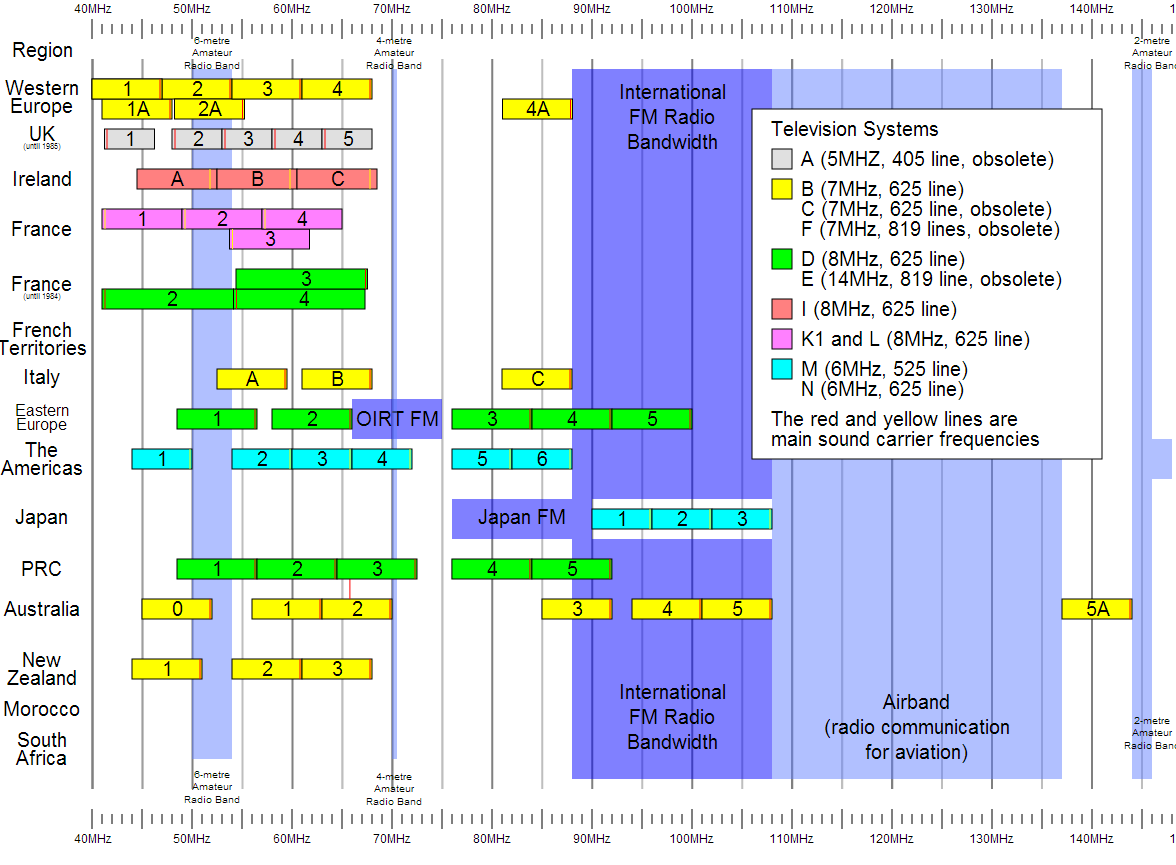 40MHz 50MHz 60MHz 70MHz 80MHz 90MHz 100MHz 110MHz 120MHz 130MHz 140MHz 1
6-metre
Amateur
Radio Band
4-metre
Amateur
Radio Band
2-metre
Amateur
Radio Band
Region
Western
Europe
1 2 3 4
1A 2A 4A
UK
(until 1985)
1 2 3 4 5
Ireland
A B C
France
1 2 4
3
France
(until 1984)
3
2 4
French
Territories
Italy
A B C
Eastern
Europe
1 2 OIRT FM 3 4 5
The
Americas
1 2 3 4 5 6
Japan
Japan FM 1 2 3
PRC
1 2 3 4 5
Australia
0 1 2 3 4 5 5A
New
Zealand
1 2 3
Morocco
South
Africa
International
FM Radio
Bandwidth
Television Systems
A (5MHZ, 405 line, obsolete)
B (7MHz, 625 line)
C (7MHz, 625 line, obsolete)
F (7MHz, 819 lines, obsolete)
D (8MHz, 625 line)
E (14MHz, 819 line, obsolete)
I (8MHz, 625 line)
K1 and L (8MHz, 625 line)
M (6MHz, 525 line)
N (6MHz, 625 line)
The red and yellow lines are
main sound carrier frequencies
International
FM Radio
Bandwidth
Airband
(radio communication
for aviation)
2-metre
Amateur
Radio Band
6-metre
Amateur
Radio Band
4-metre
Amateur
Radio Band
40MHz 50MHz 60MHz 70MHz 80MHz 90MHz 100MHz 110MHz 120MHz 130MHz 140MHz 1